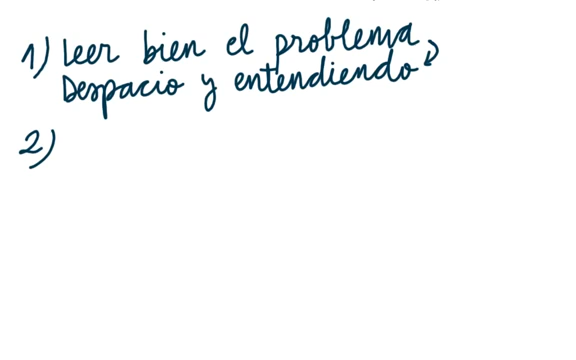 1) Leer bien el problema
Despacio y entendiendo
2)